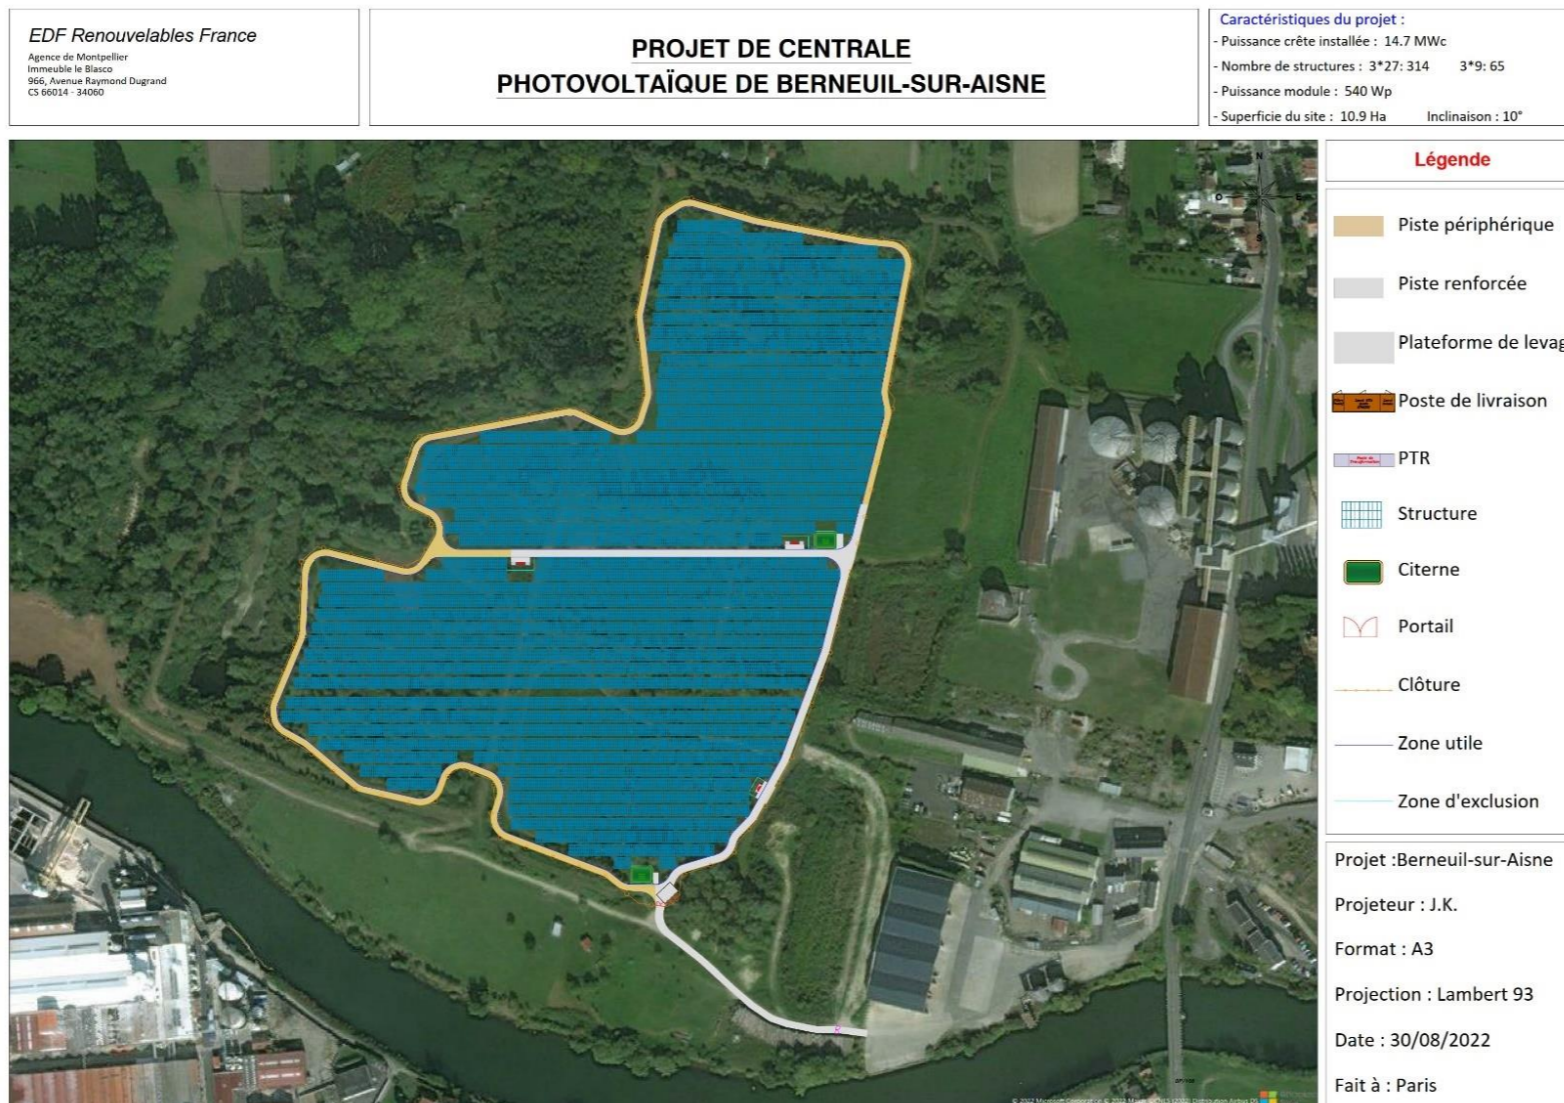 EDF Renouvelables France
Agence de Montpellier
Immeuble le Blasco
966, Avenue Raymond Dugrand
CS 66014 - 34060
PROJET DE CENTRALE
PHOTOVOLTAÏQUE DE BERNEUIL-SUR-AISNE
Caractéristiques du projet :
- Puissance crête installée : 14.7 MWc
- Nombre de structures : 3*27: 314 3*9: 65
- Puissance module : 540 Wp
- Superficie du site : 10.9 Ha Inclinaison : 10°
N
Légende
Piste périphérique
Piste renforcée
Plateforme de levag
Poste de livraison
PTR
Structure
Citerne
Portail
Clôture
Zone utile
Zone d'exclusion
Projet :Berneuil-sur-Aisne
Projeteur : J.K.
Format : A3
Projection : Lambert 93
Date : 30/08/2022
Fait à : Paris